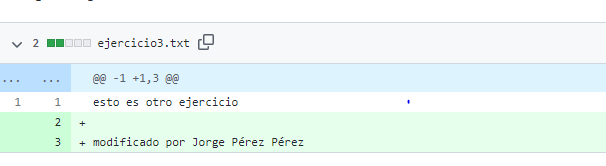 2 ejercicio3.txt
... ... @@ -1 +1,3 @@
1 1 esto es otro ejercicio
2 +
3 + modificado por Jorge Pérez Pérez